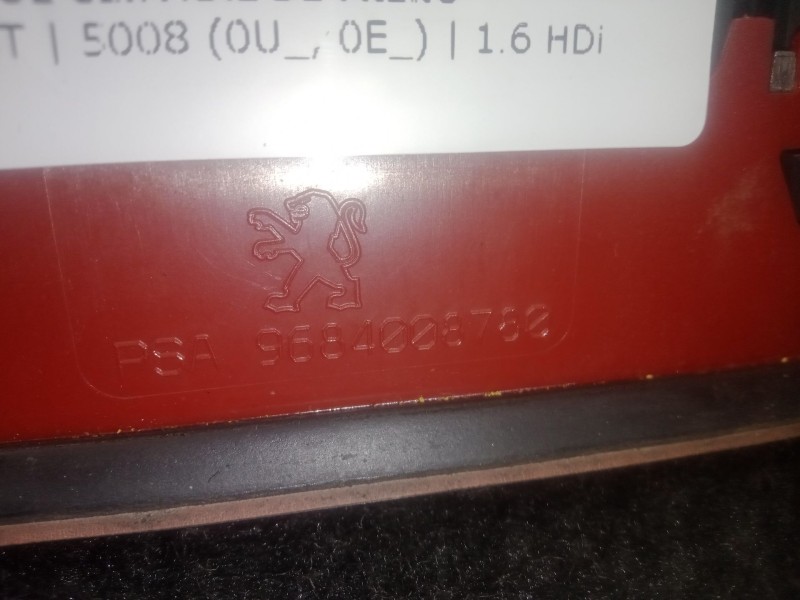 T | 5008 (0U_, 0E_) | 1.6 HDi
PSA 9684008780